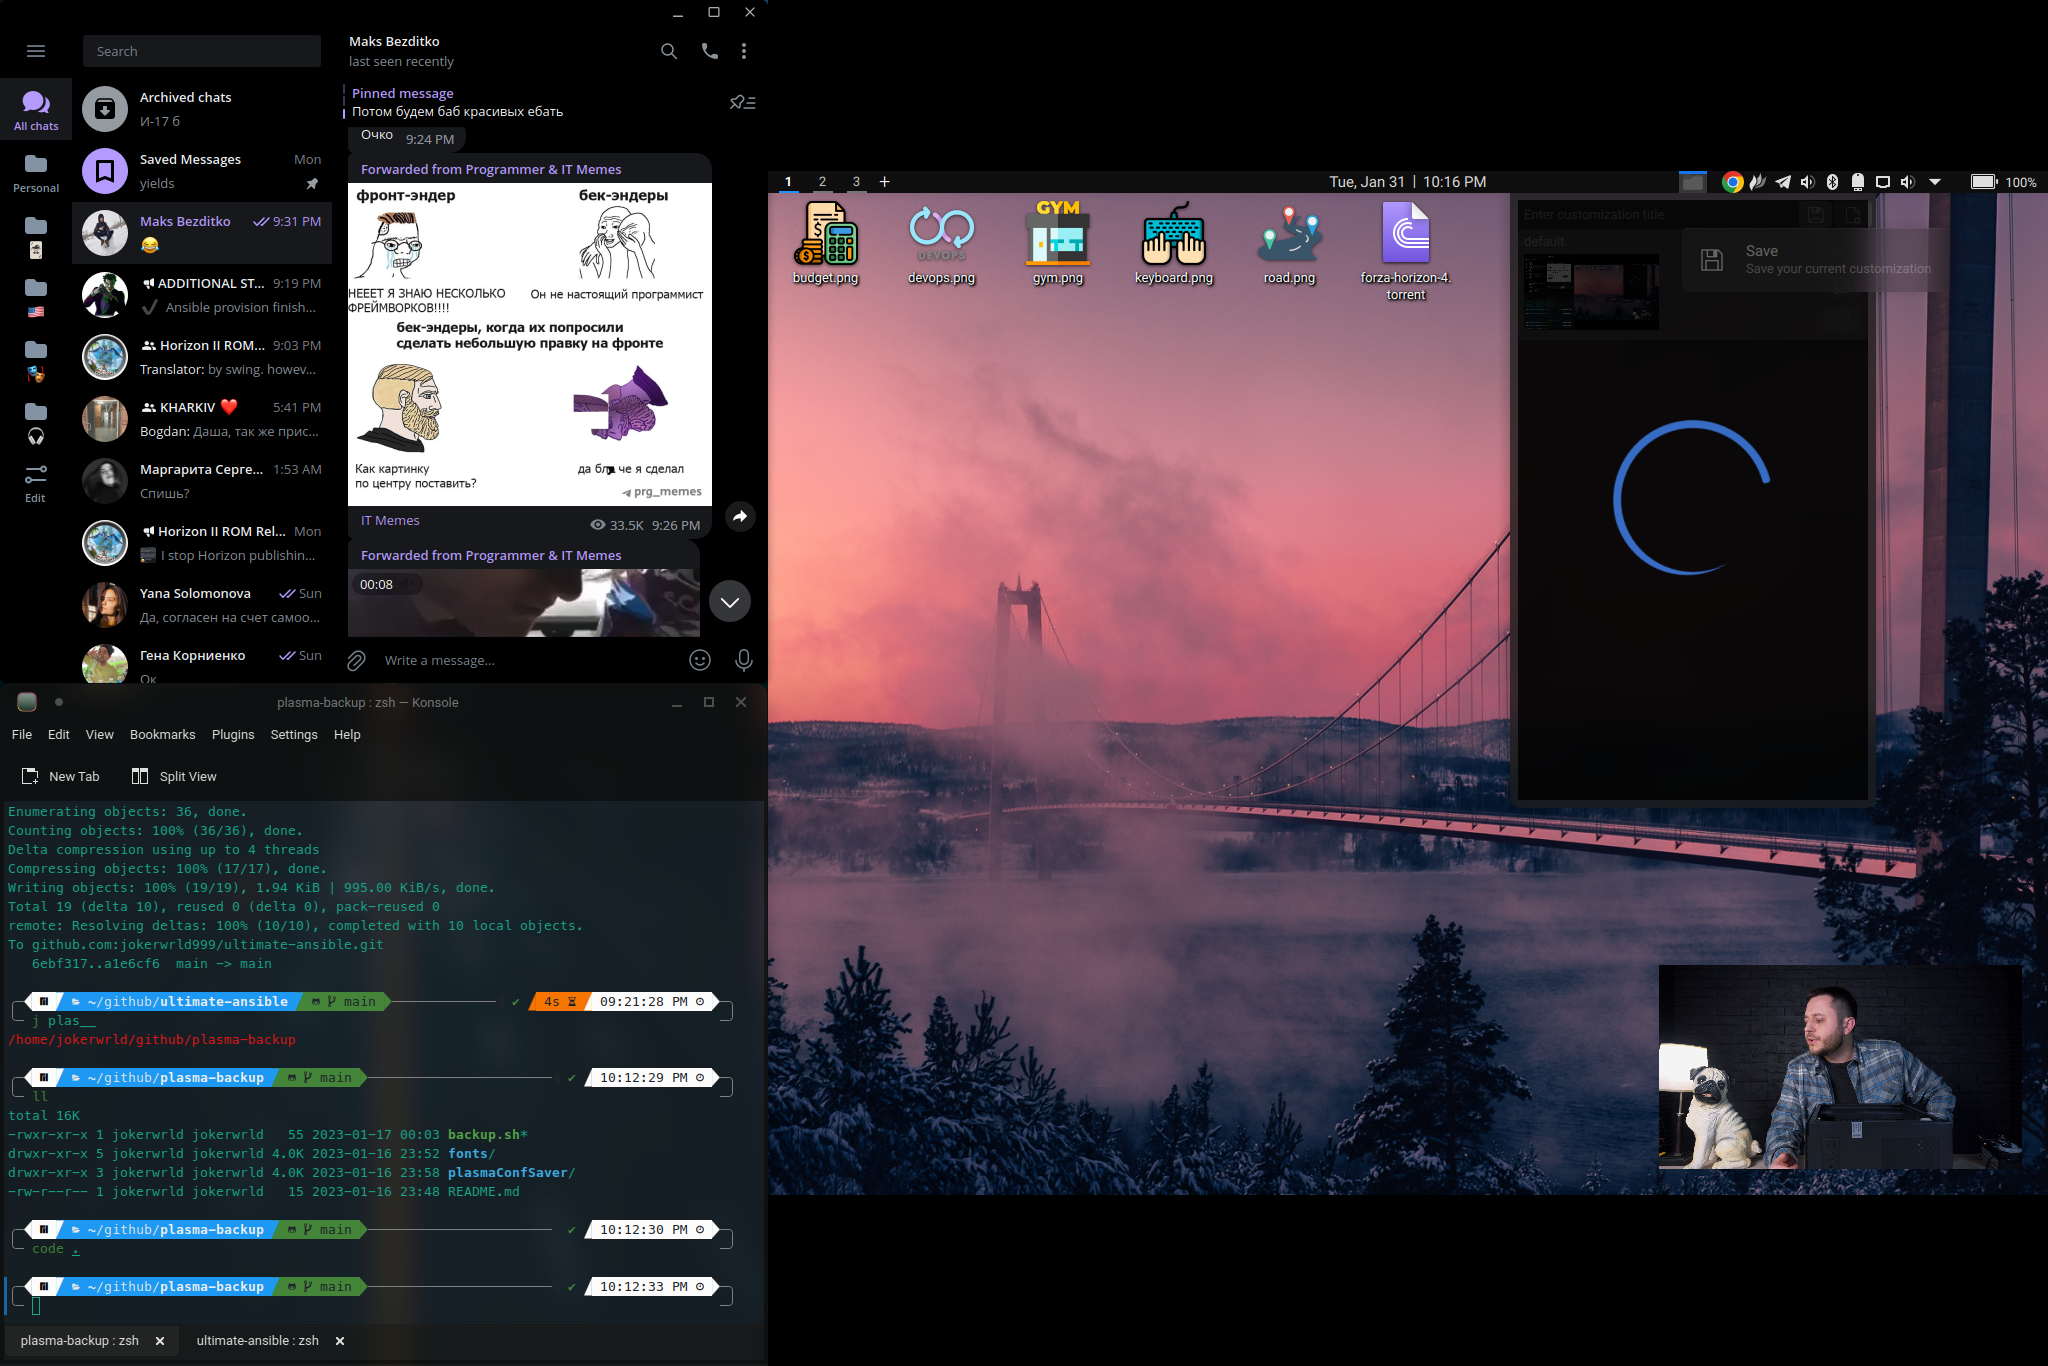 Search
Archived chats
И-17 б
All chats
Saved Messages
Mon
yields
Personal
Maks Bezditko
9:31 PM
ADDITIONAL ST...
9:19 PM
Ansible provision finish...
Horizon II ROM...
9:03 PM
Translator: by swing. howev...
KHARKIV
5:41 PM
Bogdan: Даша, так же прис...
Маргарита Серге...
1:53 AM
Спишь?
Edit
Horizon II ROM Rel...
Mon
I stop Horizon publishin...
Yana Solomonova
Sun
Да, согласен на счет самоо...
Гена Корниенко
Sun
Ок
Maks Bezditko
last seen recently
Pinned message
Потом будем баб красивых ебать
Очко
9:24 PM
Forwarded from Programmer & IT Memes
фронт-эндер
бек-эндеры
НЕЕЕТ Я ЗНАЮ НЕСКОЛЬКО
ФРЕЙМВОРКОВ!!!!
Он не настоящий программист
бек-эндеры, когда их попросили
сделать небольшую правку на фронте
Как картинку
по центру поставить?
да бля че я сделал
prg_memes
IT Memes
33.5K 9:26 PM
Forwarded from Programmer & IT Memes
00:08
Write a message...
plasma-backup : zsh — Konsole
File Edit View Bookmarks Plugins Settings Help
New Tab Split View
Enumerating objects: 36, done.
Counting objects: 100% (36/36), done.
Delta compression using up to 4 threads
Compressing objects: 100% (17/17), done.
Writing objects: 100% (19/19), 1.94 KiB | 995.00 KiB/s, done.
Total 19 (delta 10), reused 0 (delta 0), pack-reused 0
remote: Resolving deltas: 100% (10/10), completed with 10 local objects.
To github.com:jokerwrld999/ultimate-ansible.git
6ebf317..a1e6cf6 main -> main
~/github/ultimate-ansible main ✔ 4s 09:21:28 PM
j plas__
/home/jokerwrld/github/plasma-backup
~/github/plasma-backup main ✔ 10:12:29 PM
ll
total 16K
-rwxr-xr-x 1 jokerwrld jokerwrld 55 2023-01-17 00:03 backup.sh*
drwxr-xr-x 5 jokerwrld jokerwrld 4.0K 2023-01-16 23:52 fonts/
drwxr-xr-x 3 jokerwrld jokerwrld 4.0K 2023-01-16 23:58 plasmaConfSaver/
-rw-r--r-- 1 jokerwrld jokerwrld 15 2023-01-16 23:48 README.md
~/github/plasma-backup main ✔ 10:12:30 PM
code .
~/github/plasma-backup main ✔ 10:12:33 PM
plasma-backup : zsh
ultimate-ansible : zsh
1 2 3 +
Tue, Jan 31 | 10:16 PM
100%
GYM
DEVOPS
budget.png
devops.png
gym.png
keyboard.png
road.png
forza-horizon-4.
torrent
Enter customization title
default
Save
Save your current customization